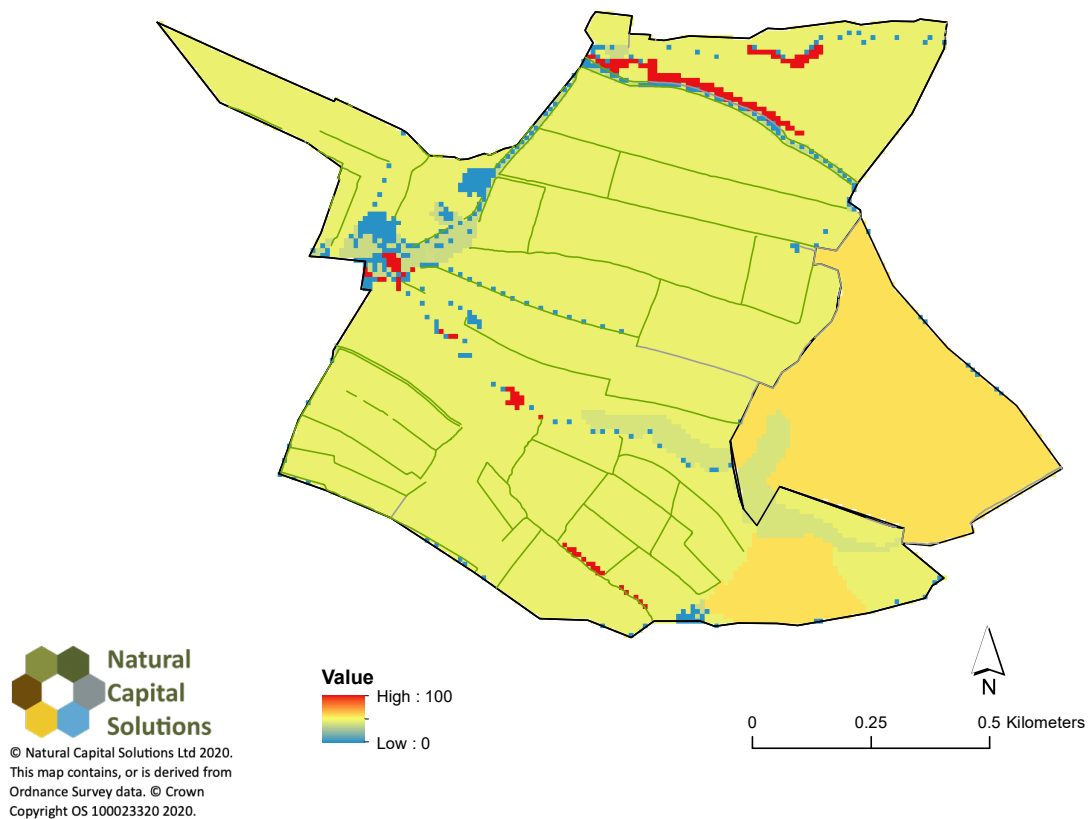 Natural
Capital
Solutions
© Natural Capital Solutions Ltd 2020.
This map contains, or is derived from
Ordnance Survey data. © Crown
Copyright OS 100023320 2020.
Value
High : 100
Low : 0
N
0 0.25 0.5 Kilometers